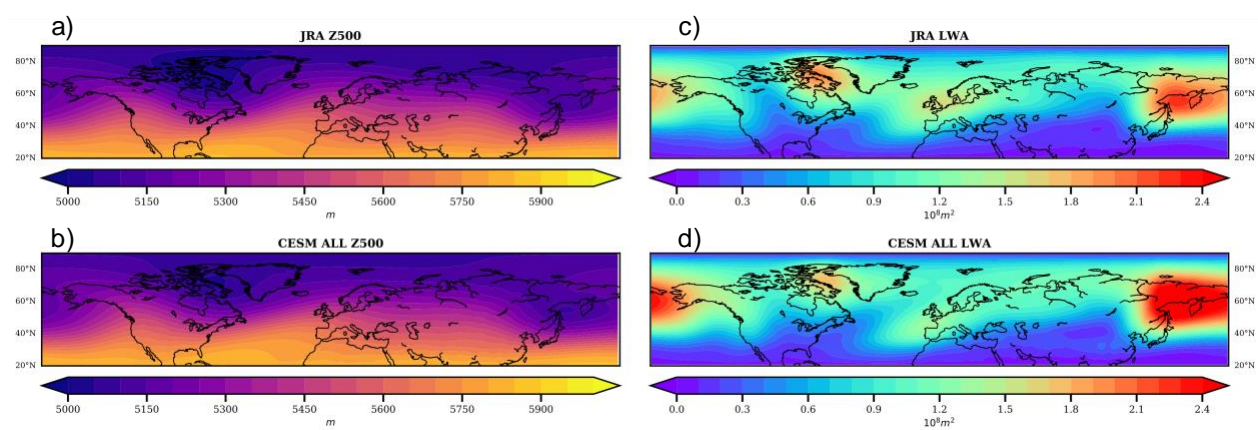 a)
JRA Z500
80°N
60°N
40°N
20°N
5000 5150 5300 5450 5600 5750 5900
m
c)
JRA LWA
80°N
60°N
40°N
20°N
0.0 0.3 0.6 0.9 1.2 1.5 1.8 2.1 2.4
10⁸m²
b)
CESM ALL Z500
80°N
60°N
40°N
20°N
5000 5150 5300 5450 5600 5750 5900
m
d)
CESM ALL LWA
80°N
60°N
40°N
20°N
0.0 0.3 0.6 0.9 1.2 1.5 1.8 2.1 2.4
10⁸m²